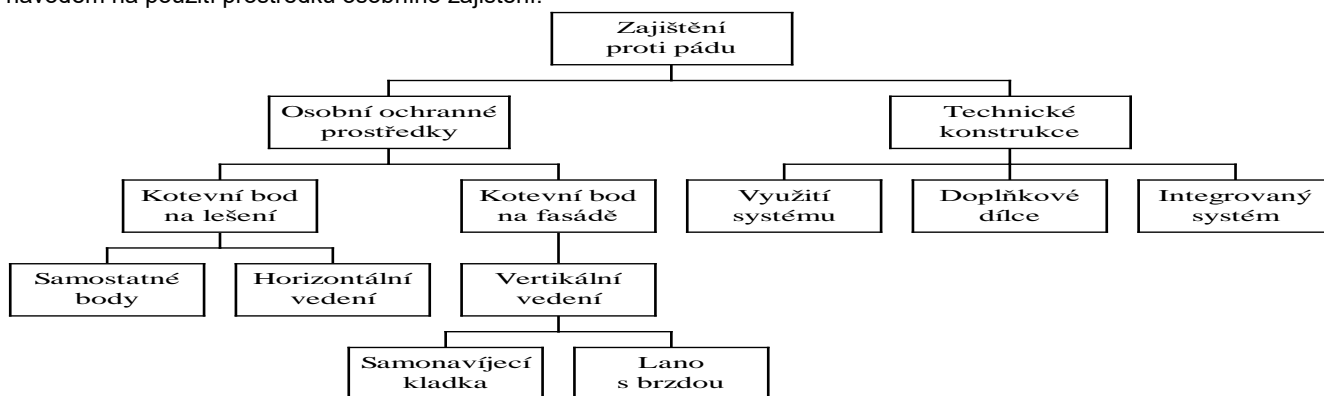 návodem na použití prostředků osobního zajištění.
Zajištění
proti pádu
Osobní ochranné
prostředky
Technické
konstrukce
Kotevní bod
na lešení
Kotevní bod
na fasádě
Využití
systému
Doplňkové
dílce
Integrovaný
systém
Samostatné
body
Horizontální
vedení
Vertikální
vedení
Samonavíjecí
kladka
Lano
s brzdou